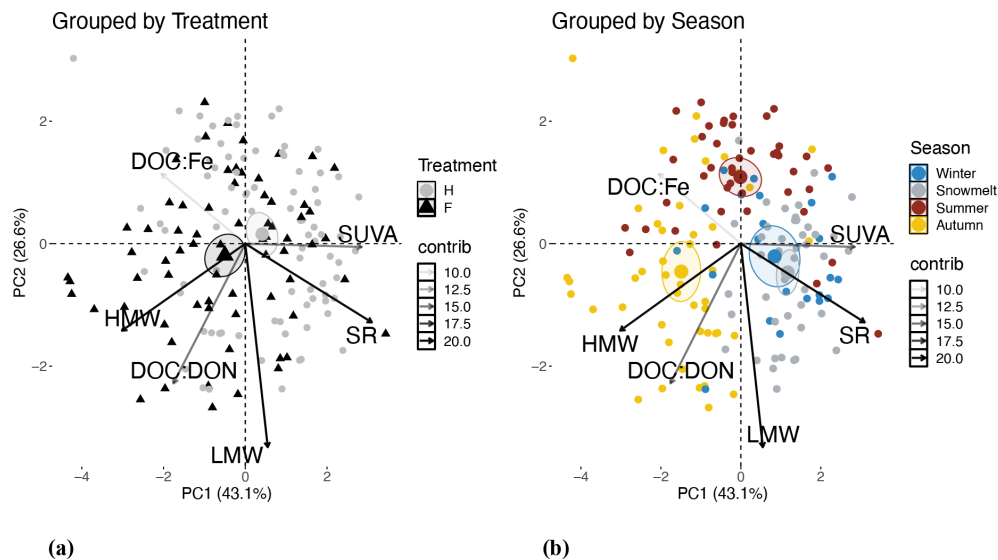 Grouped by Treatment
2
0
−2
PC2 (26.6%)
−4
−2
0
2
PC1 (43.1%)
DOC:Fe
SUVA
HMW
SR
DOC:DON
LMW
Treatment
H
F
contrib
10.0
12.5
15.0
17.5
20.0
(a)
Grouped by Season
2
0
−2
PC2 (26.6%)
−4
−2
0
2
PC1 (43.1%)
DOC:Fe
SUVA
HMW
SR
DOC:DON
LMW
Season
Winter
Snowmelt
Summer
Autumn
contrib
10.0
12.5
15.0
17.5
20.0
(b)